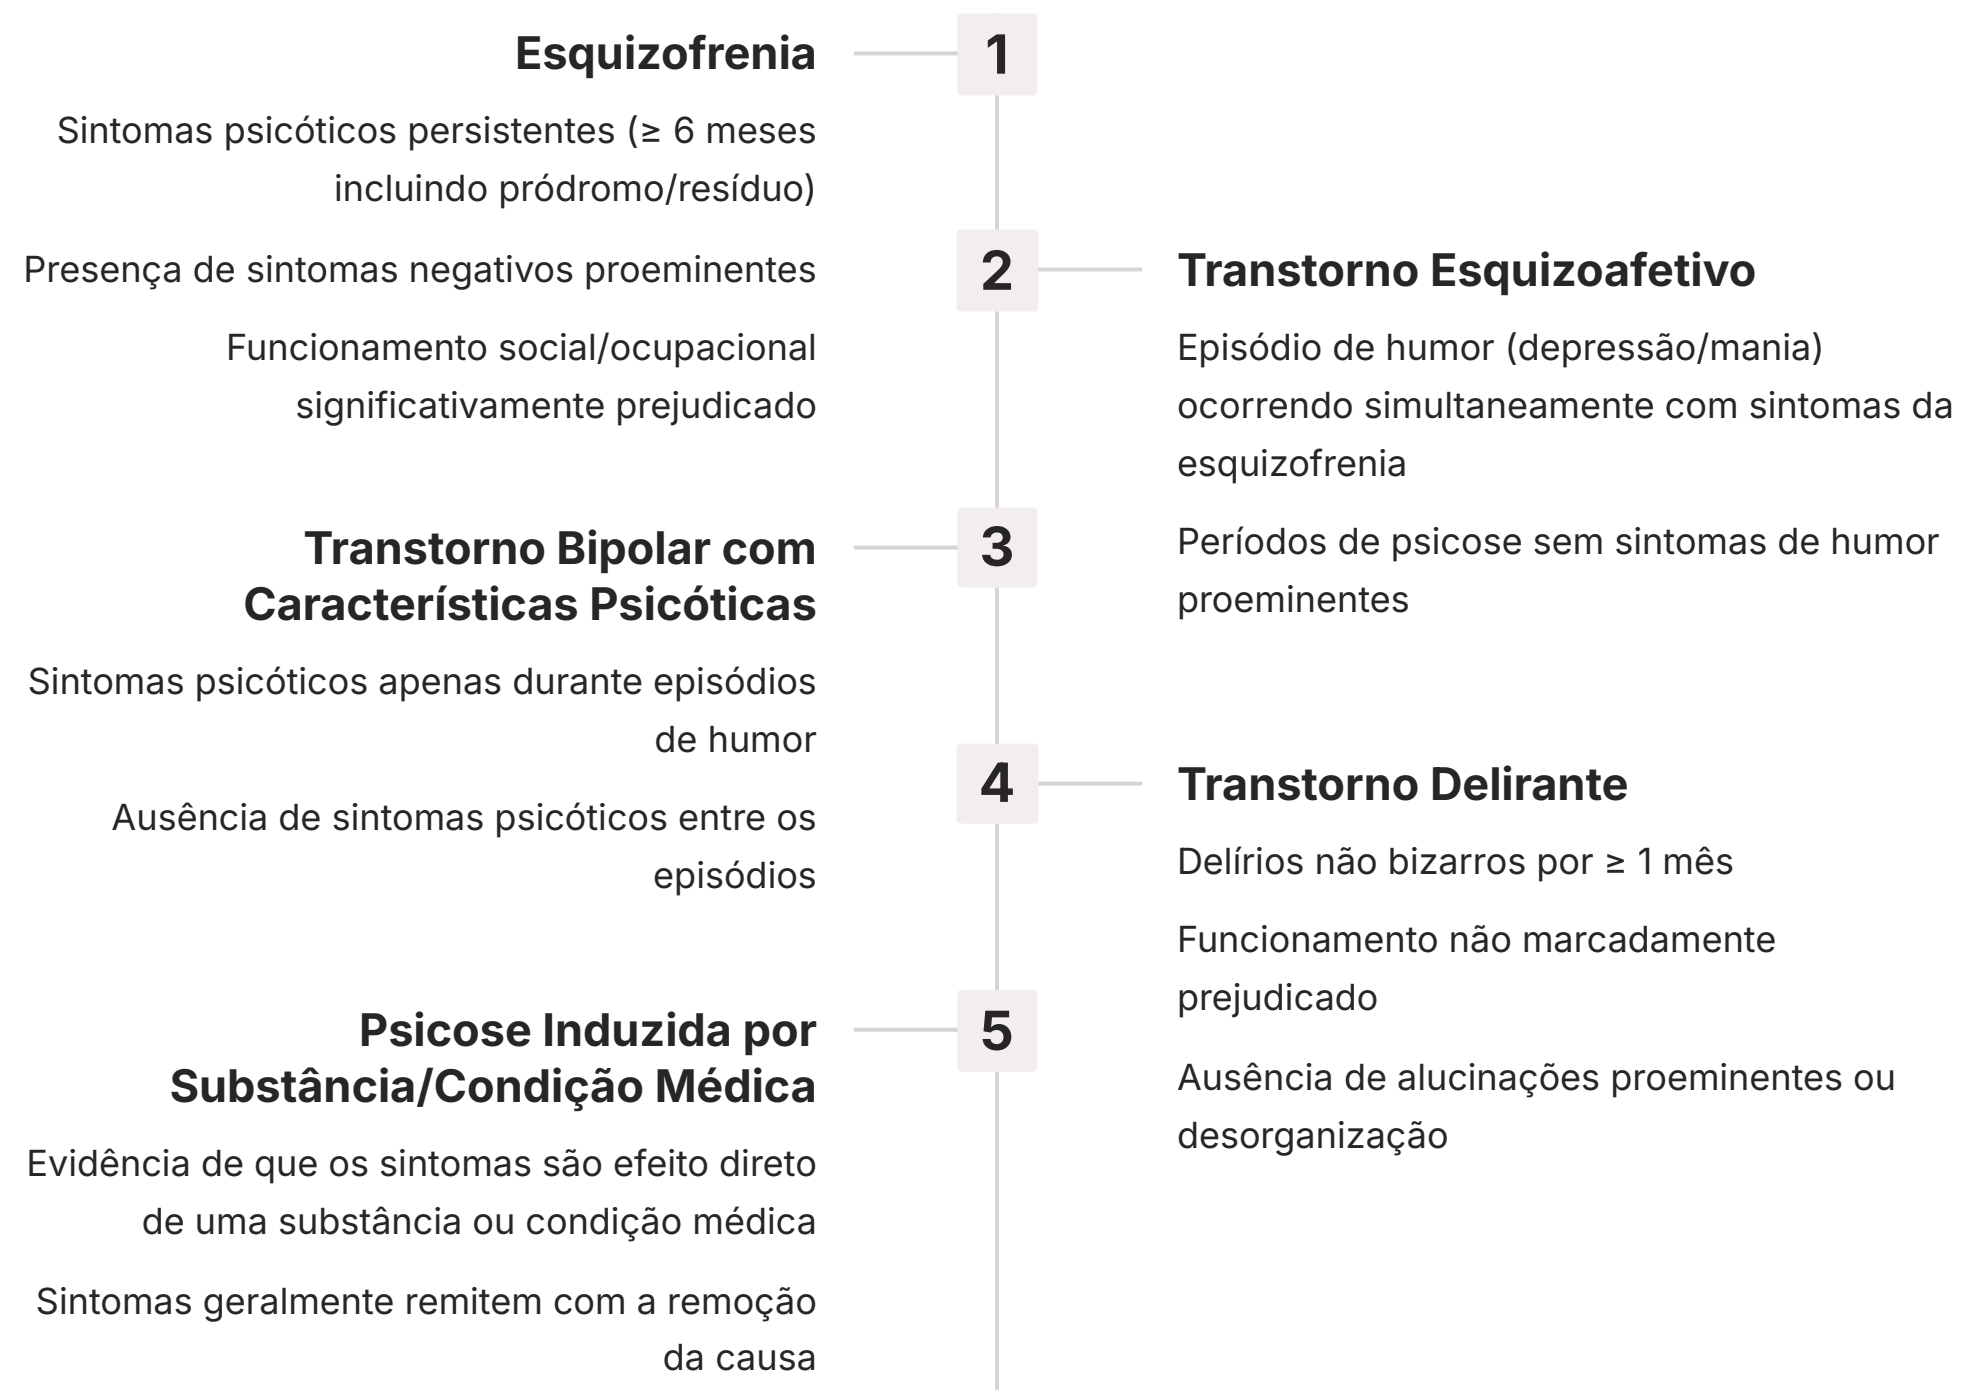 Esquizofrenia
1
Sintomas psicóticos persistentes (≥ 6 meses
incluindo pródromo/resíduo)
Presença de sintomas negativos proeminentes
Funcionamento social/ocupacional
significativamente prejudicado
2
Transtorno Esquizoafetivo
Episódio de humor (depressão/mania)
ocorrendo simultaneamente com sintomas da
esquizofrenia
Períodos de psicose sem sintomas de humor
proeminentes
Transtorno Bipolar com
Características Psicóticas
3
Sintomas psicóticos apenas durante episódios
de humor
Ausência de sintomas psicóticos entre os
episódios
4
Transtorno Delirante
Delírios não bizarros por ≥ 1 mês
Funcionamento não marcadamente
prejudicado
Ausência de alucinações proeminentes ou
desorganização
Psicose Induzida por
Substância/Condição Médica
5
Evidência de que os sintomas são efeito direto
de uma substância ou condição médica
Sintomas geralmente remitem com a remoção
da causa